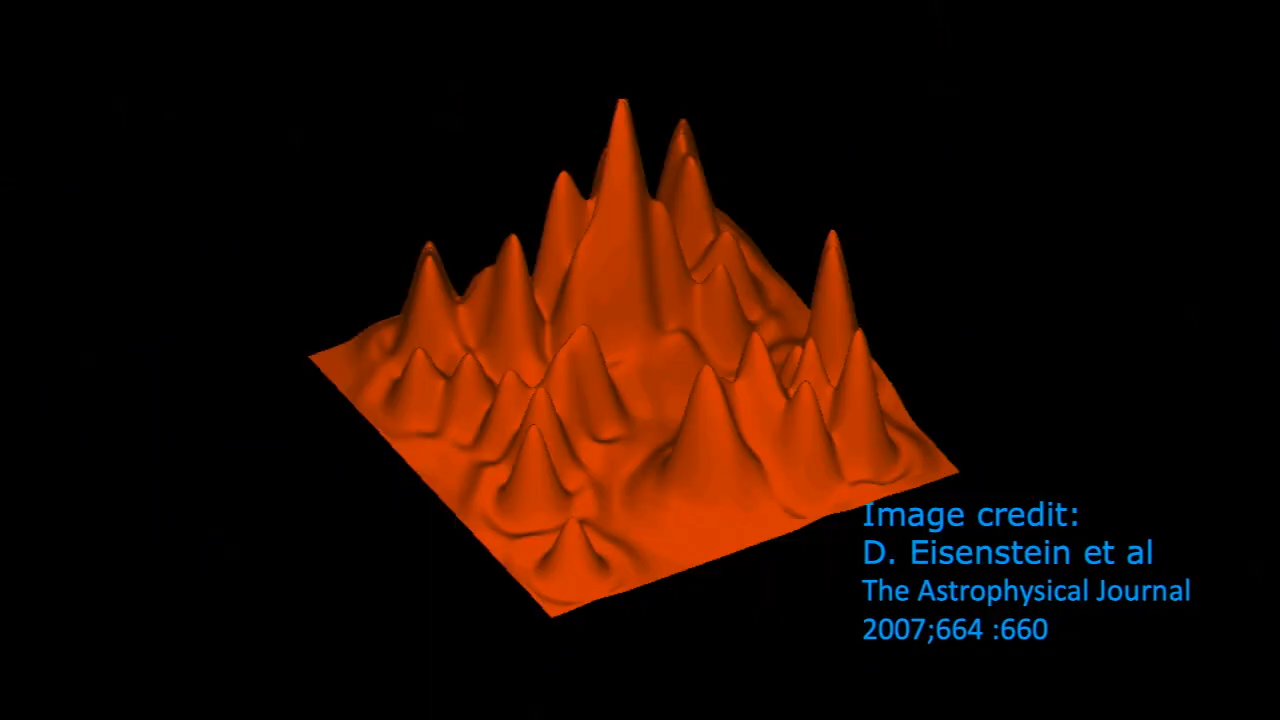 Image credit:
D. Eisenstein et al
The Astrophysical Journal
2007;664 :660